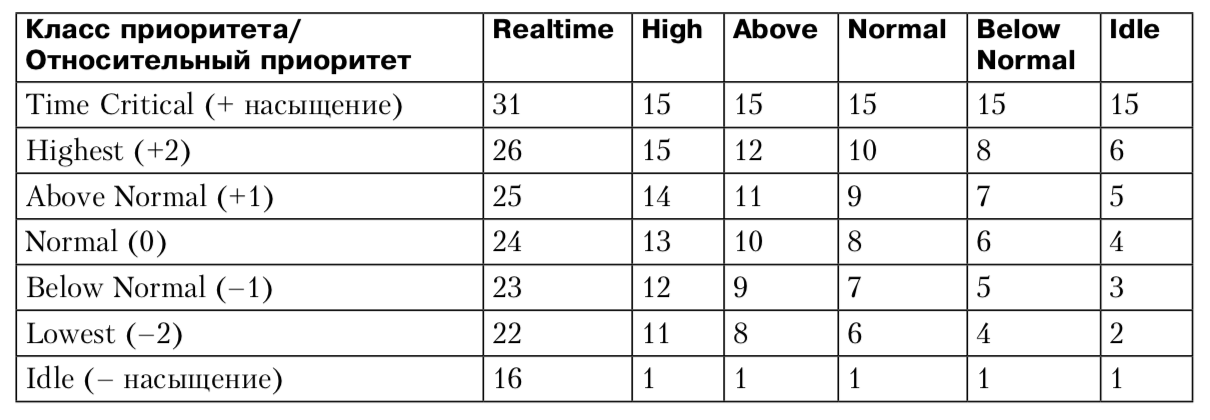 Класс приоритета/ Относительный приоритет Realtime High Above Normal Below Normal Idle
Time Critical (+ насыщение) 31 15 15 15 15 15
Highest (+2) 26 15 12 10 8 6
Above Normal (+1) 25 14 11 9 7 5
Normal (0) 24 13 10 8 6 4
Below Normal (–1) 23 12 9 7 5 3
Lowest (–2) 22 11 8 6 4 2
Idle (– насыщение) 16 1 1 1 1 1